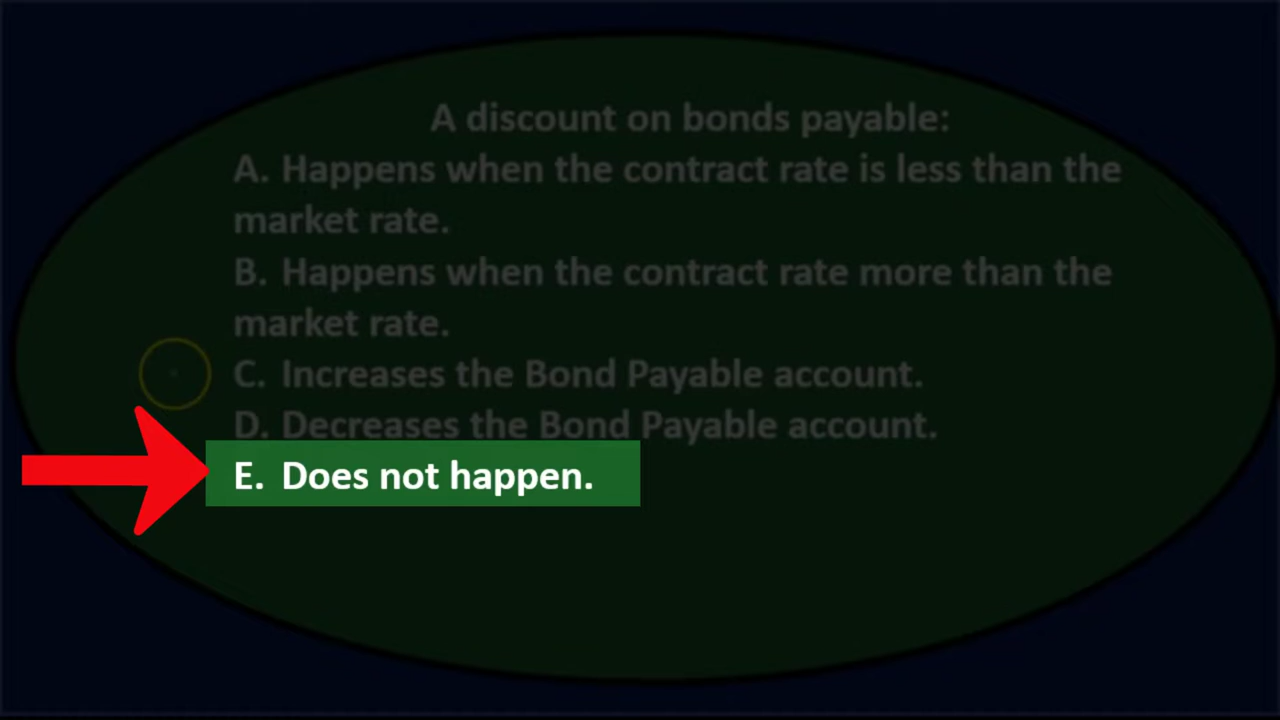 A discount on bonds payable:
A. Happens when the contract rate is less than the
market rate.
B. Happens when the contract rate more than the
market rate.
C. Increases the Bond Payable account.
D. Decreases the Bond Payable account.
E. Does not happen.